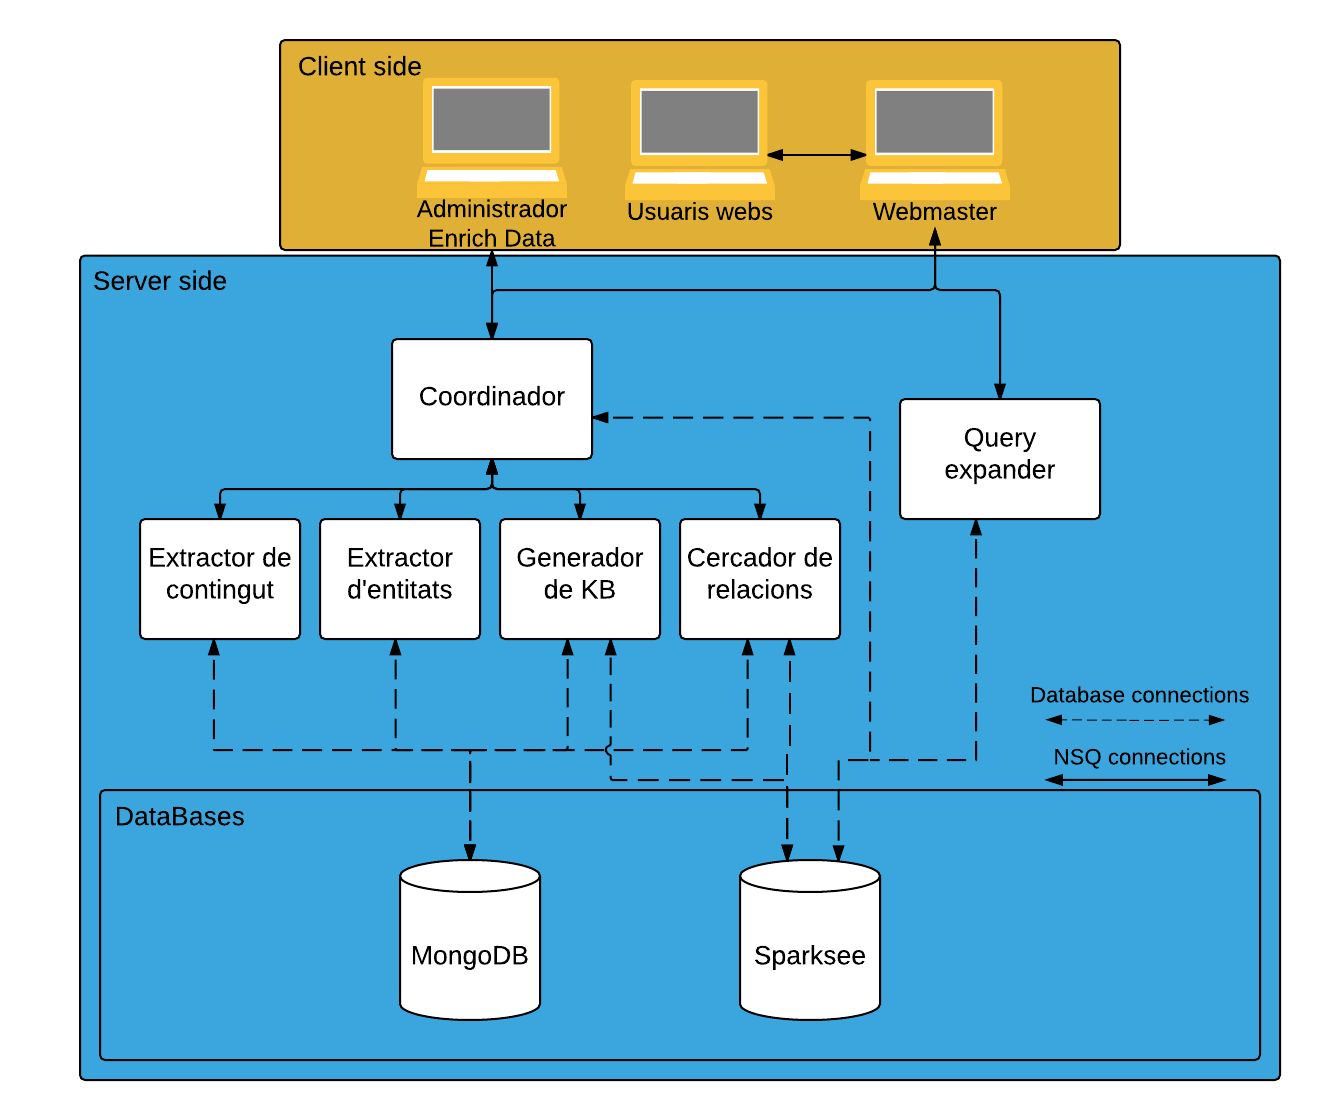 Client side
Administrador
Enrich Data
Usuaris webs
Webmaster
Server side
Coordinador
Query
expander
Extractor de
contingut
Extractor
d'entitats
Generador
de KB
Cercador de
relacions
Database connections
NSQ connections
DataBases
MongoDB
Sparksee